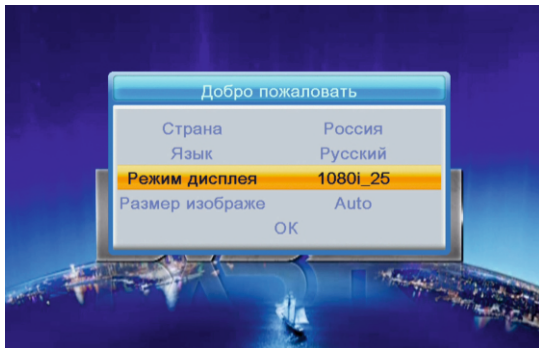 Добро пожаловать
Страна Россия
Язык Русский
Режим дисплея 1080i_25
Размер изображе Auto
OK